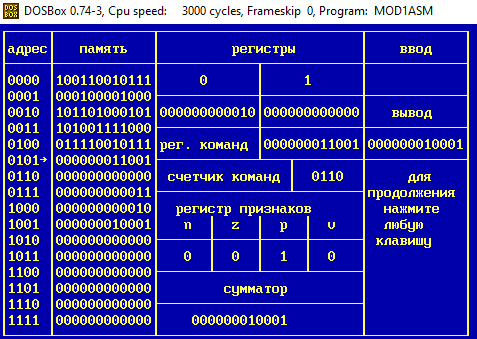 DOSBox 0.74-3, Cpu speed: 3000 cycles, Frameskip 0, Program: MOD1ASM
адрес память регистры ввод
0000 100110010111 0 1
0001 000100001000
0010 101101000101 000000000010 000000000000 вывод
0011 101001111000
0100 011110010111 рег. команд 000000011001 000000010001
0101→ 000000011001
0110 000000000000 счетчик команд 0110 для
0111 000000000011 продолжения
1000 000000000010 регистр признаков нажмите
1001 000000010001 n z p v любую
1010 000000000000 клавишу
1011 000000000000 0 0 1 0
1100 000000000000
1101 000000000000 сумматор
1110 000000000000
1111 000000000000 000000010001